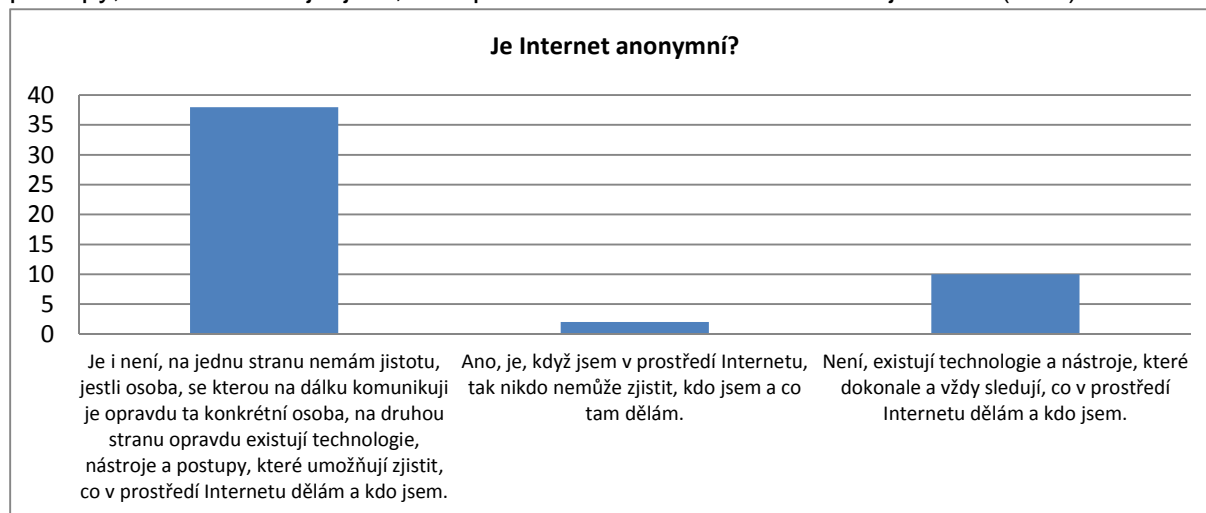 Je Internet anonymní?
40
35
30
25
20
15
10
5
0
Je i není, na jednu stranu nemám jistotu,
jestli osoba, se kterou na dálku komunikuji
je opravdu ta konkrétní osoba, na druhou
stranu opravdu existují technologie,
nástroje a postupy, které umožňují zjistit,
co v prostředí Internetu dělám a kdo jsem.
Ano, je, když jsem v prostředí Internetu,
tak nikdo nemůže zjistit, kdo jsem a co
tam dělám.
Není, existují technologie a nástroje, které
dokonale a vždy sledují, co v prostředí
Internetu dělám a kdo jsem.